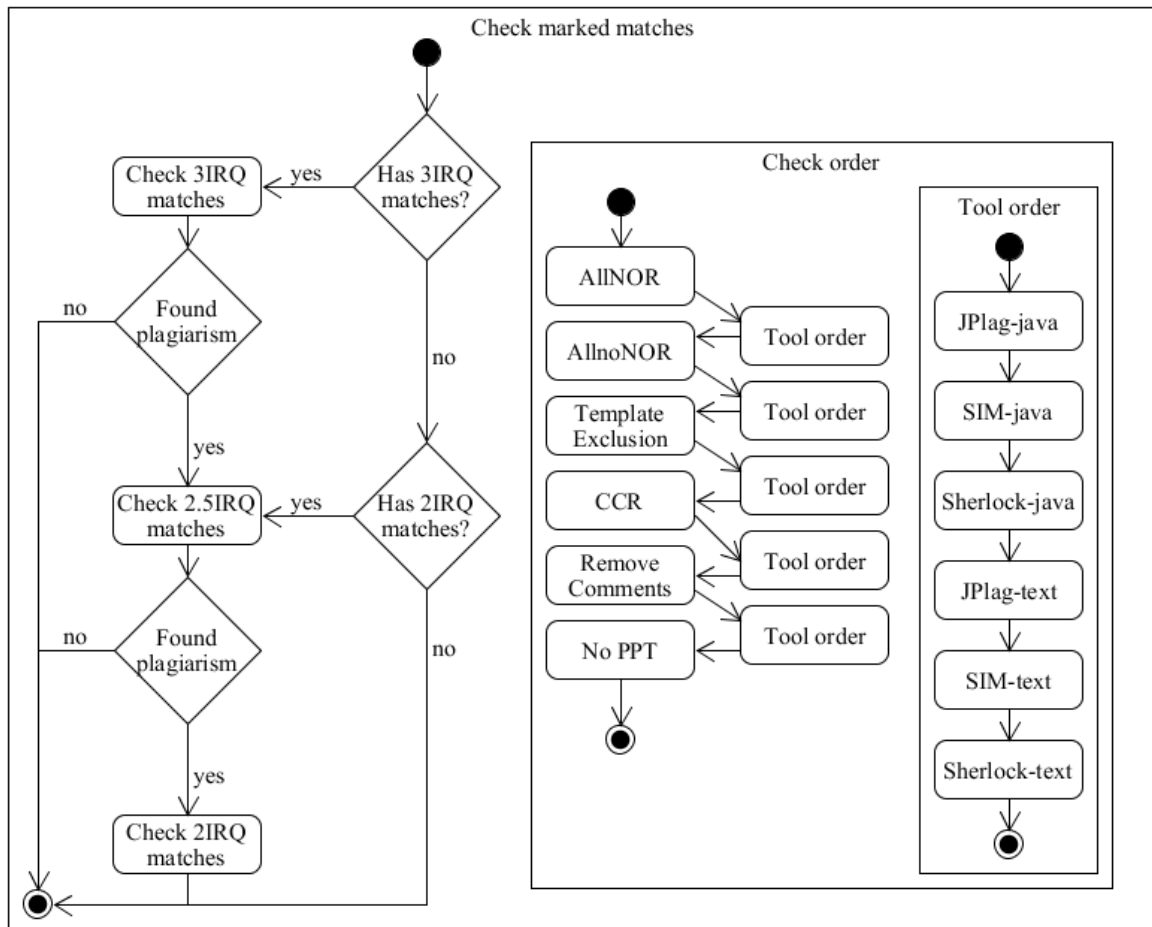 Check marked matches
Has 3IRQ
matches?
yes
Check 3IRQ
matches
Found
plagiarism
no
yes
no
Has 2IRQ
matches?
yes
Check 2.5IRQ
matches
Found
plagiarism
no
yes
no
Check 2IRQ
matches
Check order
AllNOR
Tool order
AllnoNOR
Tool order
Template
Exclusion
Tool order
CCR
Tool order
Remove
Comments
Tool order
No PPT
Tool order
JPlag-java
SIM-java
Sherlock-java
JPlag-text
SIM-text
Sherlock-text